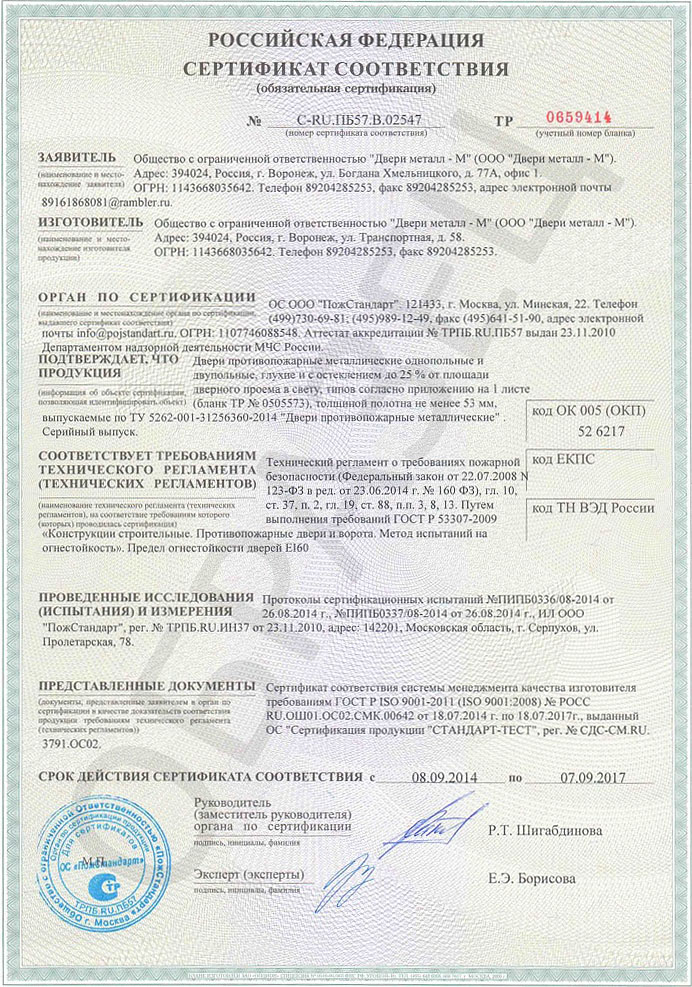 РОССИЙСКАЯ ФЕДЕРАЦИЯ
СЕРТИФИКАТ СООТВЕТСТВИЯ
(обязательная сертификация)
№ C-RU.ПБ57.В.02547 ТР 0659414
(номер сертификата соответствия) (учетный номер бланка)
ЗАЯВИТЕЛЬ Общество с ограниченной ответственностью "Двери металл - М" (ООО "Двери металл - М").
(наименование и место-
нахождение заявителя)
Адрес: 394024, Россия, г. Воронеж, ул. Богдана Хмельницкого, д. 77А, офис 1.
ОГРН: 1143668035642. Телефон 89204285253, факс 89204285253, адрес электронной почты
89161868081@rambler.ru.
ИЗГОТОВИТЕЛЬ Общество с ограниченной ответственностью "Двери металл - М" (ООО "Двери металл - М").
(наименование и место-
нахождение изготовителя
продукции)
Адрес: 394024, Россия, г. Воронеж, ул. Транспортная, д. 58.
ОГРН: 1143668035642. Телефон 89204285253, факс 89204285253.
ОРГАН ПО СЕРТИФИКАЦИИ ОС ООО "ПожСтандарт". 121433, г. Москва, ул. Минская, 22. Телефон
(наименование и местонахождение органа по сертификации,
выдавшего сертификат соответствия)
(499)730-69-81; (495)989-12-49, факс (495)641-51-90, адрес электронной
почты info@pojstandart.ru, ОГРН: 1107746088548. Аттестат аккредитации № ТРПБ.RU.ПБ57 выдан 23.11.2010
Департаментом надзорной деятельности МЧС России.
ПОДТВЕРЖДАЕТ, ЧТО
ПРОДУКЦИЯ
(информация об объекте сертификации,
позволяющая идентифицировать объект)
Двери противопожарные металлические однопольные и
двупольные, глухие и с остеклением до 25 % от площади
дверного проема в свету, типов согласно приложению на 1 листе
(бланк ТР № 0505573), толщиной полотна не менее 53 мм,
выпускаемые по ТУ 5262-001-31256360-2014 "Двери противопожарные металлические" .
Серийный выпуск.
код ОК 005 (ОКП)
52 6217
код ЕКПС
код ТН ВЭД России
СООТВЕТСТВУЕТ ТРЕБОВАНИЯМ
ТЕХНИЧЕСКОГО РЕГЛАМЕНТА
(ТЕХНИЧЕСКИХ РЕГЛАМЕНТОВ)
(наименование технического регламента (технических
регламентов), на соответствие требованиям которого
(которых) проводилась сертификация)
Технический регламент о требованиях пожарной
безопасности (Федеральный закон от 22.07.2008 N
123-ФЗ в ред. от 23.06.2014 г. № 160 ФЗ), гл. 10,
ст. 37, п. 2, гл. 19, ст. 88, п.п. 3, 8, 13. Путем
выполнения требований ГОСТ Р 53307-2009
«Конструкции строительные. Противопожарные двери и ворота. Метод испытаний на
огнестойкость». Предел огнестойкости дверей EI60
ПРОВЕДЕННЫЕ ИССЛЕДОВАНИЯ
(ИСПЫТАНИЯ) И ИЗМЕРЕНИЯ
Протоколы сертификационных испытаний №ПИПБ0336/08-2014 от
26.08.2014 г., №ПИПБ0337/08-2014 от 26.08.2014 г., ИЛ ООО
"ПожСтандарт", рег. № ТРПБ.RU.ИН37 от 23.11.2010, адрес: 142201, Московская область, г. Серпухов, ул.
Пролетарская, 78.
ПРЕДСТАВЛЕННЫЕ ДОКУМЕНТЫ
(документы, представленные заявителем в орган по
сертификации в качестве доказательств соответствия
продукции требованиям технического регламента
(технических регламентов))
Сертификат соответствия системы менеджмента качества изготовителя
требованиям ГОСТ Р ISO 9001-2011 (ISO 9001:2008) № РОСС
RU.ОШ01.ОС02.СМК.00642 от 18.07.2014 г. по 18.07.2017г., выданный
ОС "Сертификация продукции "СТАНДАРТ-ТЕСТ", рег. № СДС-СМ.RU.
3791.ОС02.
СРОК ДЕЙСТВИЯ СЕРТИФИКАТА СООТВЕТСТВИЯ с 08.09.2014 по 07.09.2017
Руководитель
(заместитель руководителя)
органа по сертификации
подпись, инициалы, фамилия
Р.Т. Шигабдинова
Эксперт (эксперты)
подпись, инициалы, фамилия
Е.Э. Борисова
М.П.
Общество с ограниченной Ответственностью «ПожСтандарт»
г. Москва
Орган по сертификации продукции
Для сертификатов
ОС «ПожСтандарт»
ТРПБ.RU.ПБ57
ОБРАЗЕЦ